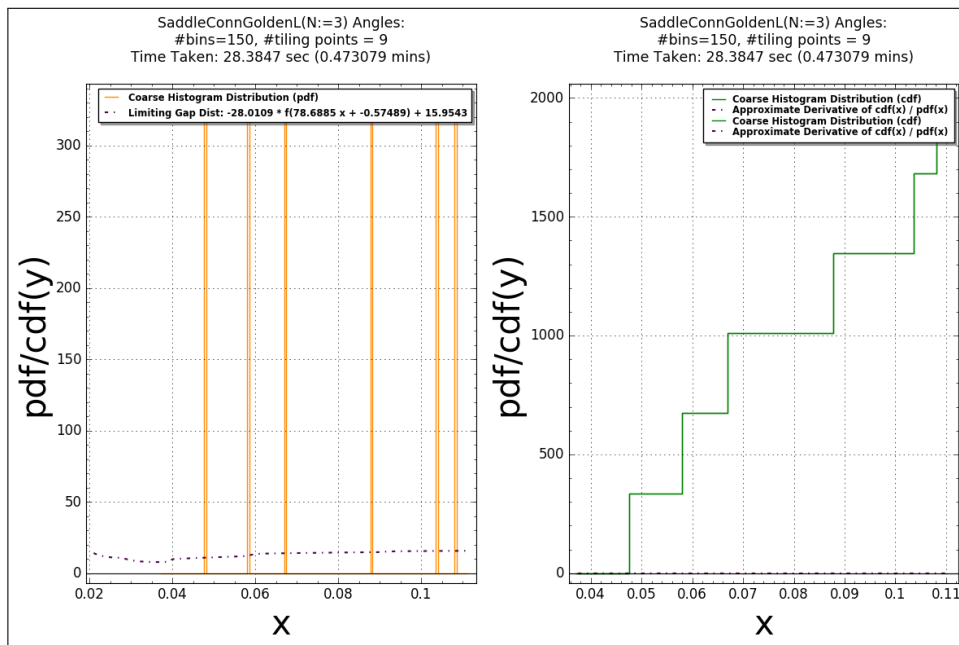 SaddleConnGoldenL(N:=3) Angles:
#bins=150, #tiling points = 9
Time Taken: 28.3847 sec (0.473079 mins)
Coarse Histogram Distribution (pdf)
Limiting Gap Dist: -28.0109 * f(78.6885 x + -0.57489) + 15.9543
350
300
250
200
150
100
50
0
0.02
0.04
0.06
0.08
0.1
pdf/cdf(y)
x
SaddleConnGoldenL(N:=3) Angles:
#bins=150, #tiling points = 9
Time Taken: 28.3847 sec (0.473079 mins)
Coarse Histogram Distribution (cdf)
Approximate Derivative of cdf(x) / pdf(x)
Coarse Histogram Distribution (cdf)
Approximate Derivative of cdf(x) / pdf(x)
2000
1500
1000
500
0
0.04
0.05
0.06
0.07
0.08
0.09
0.1
0.11
pdf/cdf(y)
x